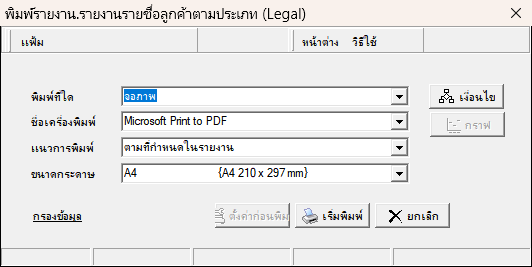 พิมพ์รายงาน.รายงานรายชื่อลูกค้าตามประเภท (Legal)
แฟ้ม หน้าต่าง วิธีใช้
พิมพ์ที่ใด จอภาพ เงื่อนไข
ชื่อเครื่องพิมพ์ Microsoft Print to PDF กราฟ
แนวการพิมพ์ ตามที่กำหนดในรายงาน
ขนาดกระดาษ A4 {A4 210 x 297 mm}
กรองข้อมูล ตั้งค่าก่อนพิม เริ่มพิมพ์ ยกเลิก